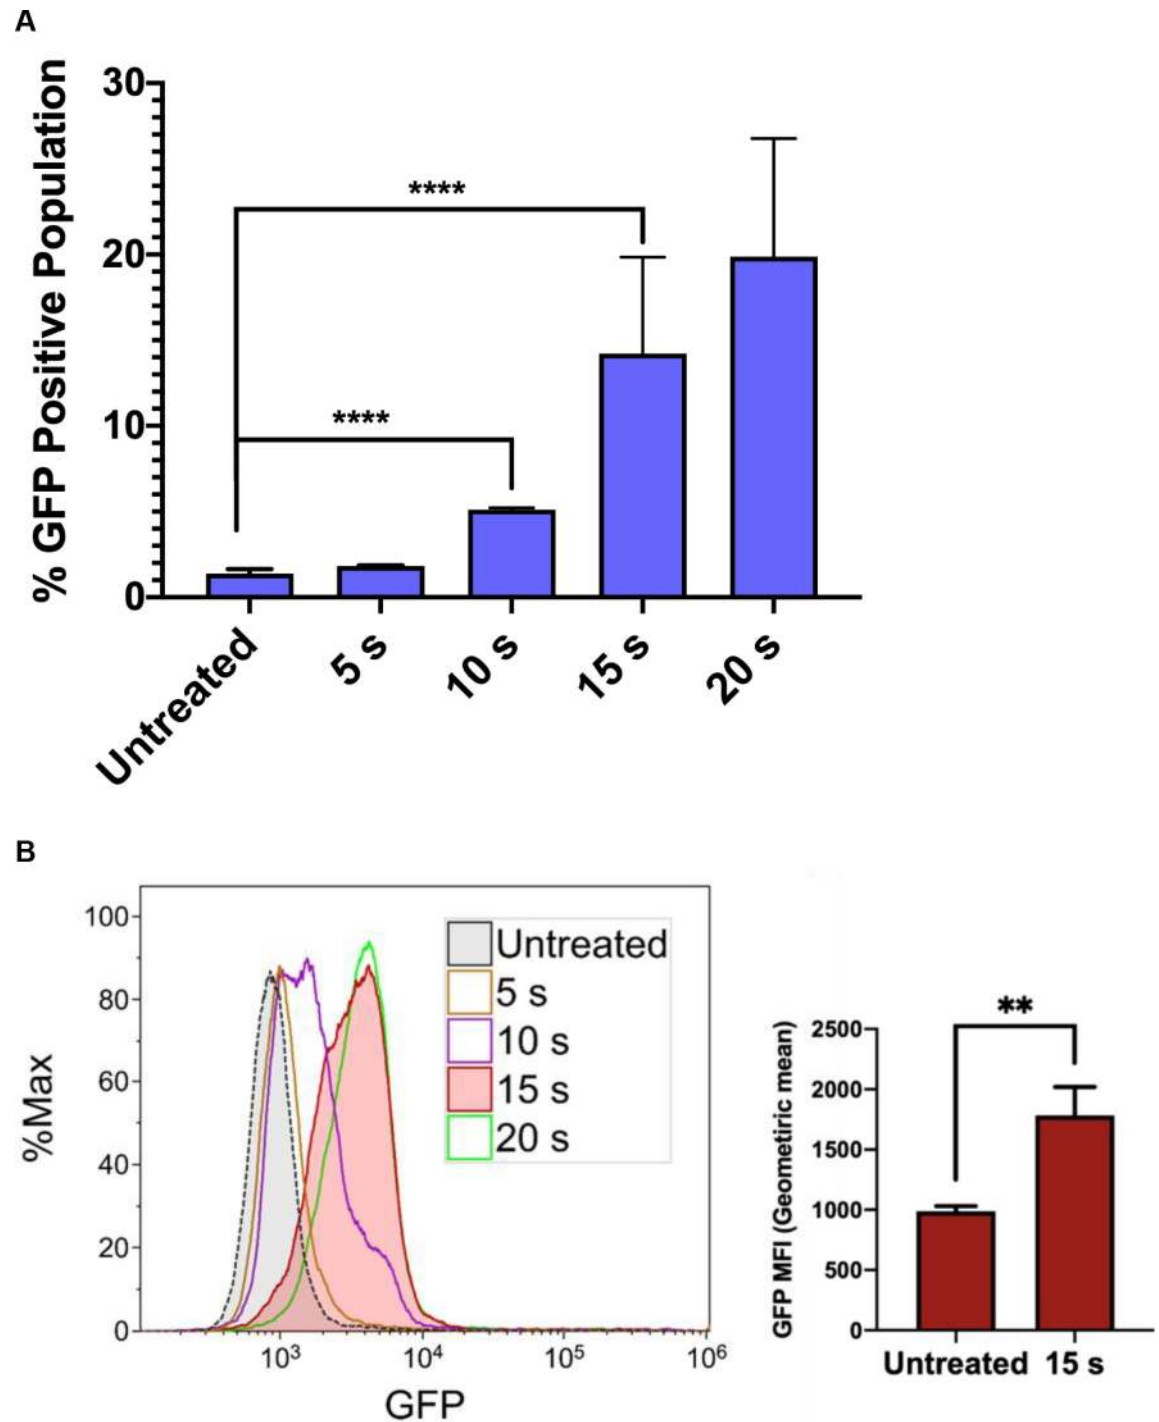 A
% GFP Positive Population
30
20
10
0
****
****
Untreated
5 s
10 s
15 s
20 s
B
%Max
100
80
60
40
20
0
Untreated
5 s
10 s
15 s
20 s
10³
10⁴
10⁵
10⁶
GFP
GFP MFI (Geometiric mean)
2500
2000
1500
1000
500
0
**
Untreated
15 s